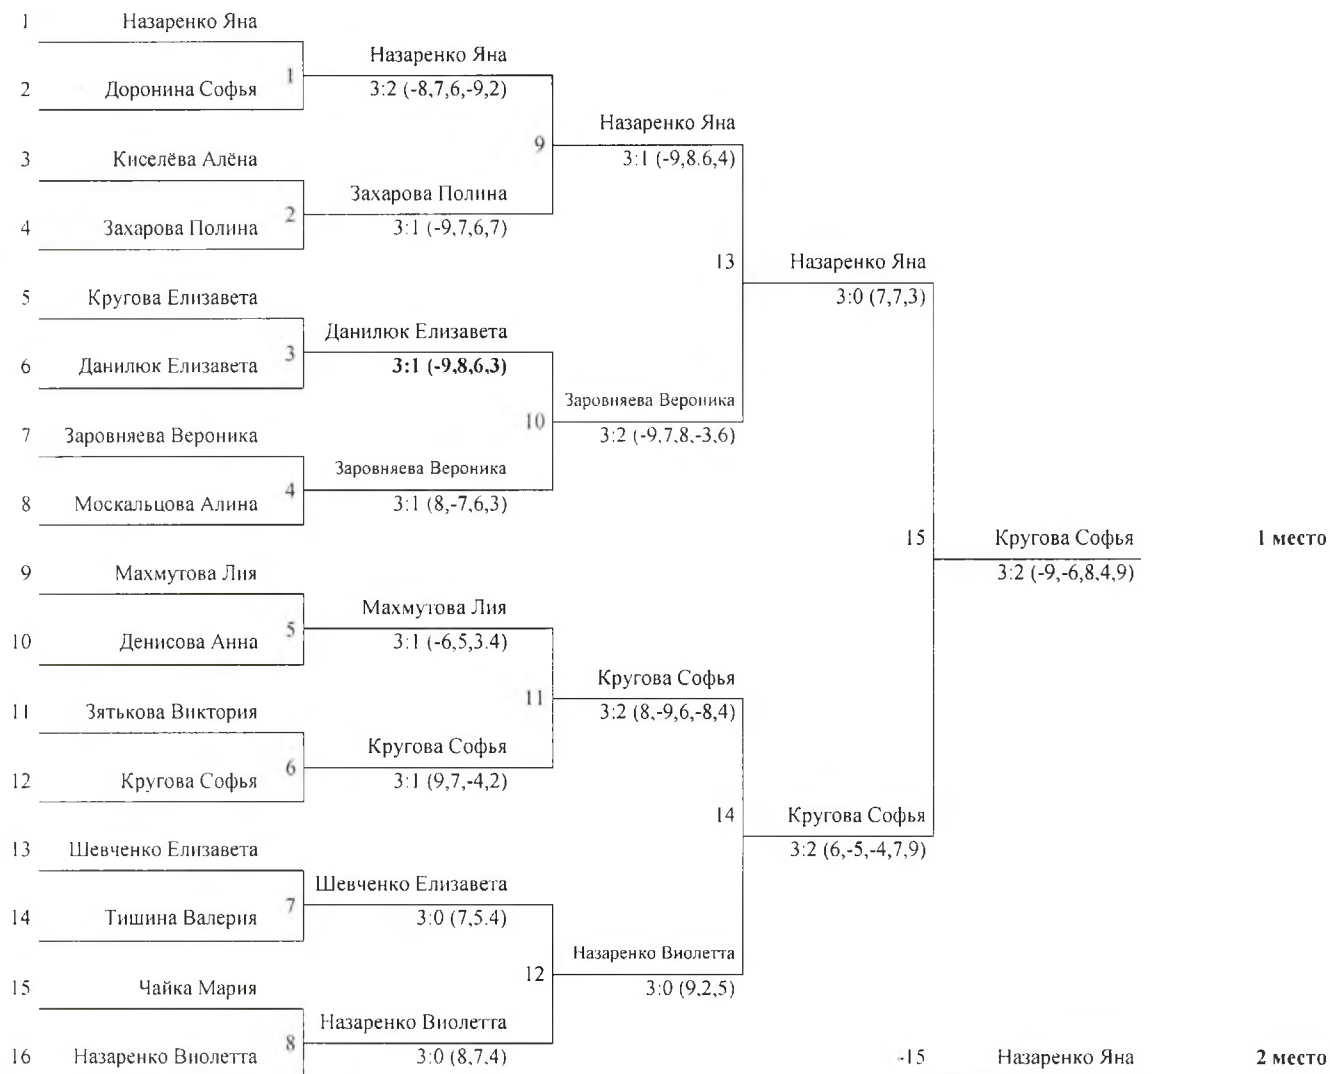 1 Назаренко Яна
Назаренко Яна
1
2 Доронина Софья
3:2 (-8,7,6,-9,2)
Назаренко Яна
9
3 Киселёва Алёна
3:1 (-9,8.6,4)
Захарова Полина
2
4 Захарова Полина
3:1 (-9,7,6,7)
13 Назаренко Яна
5 Кругова Елизавета
3:0 (7,7,3)
Данилюк Елизавета
3
6 Данилюк Елизавета
3:1 (-9,8,6,3)
Заровняева Вероника
10
7 Заровняева Вероника
3:2 (-9,7,8,-3,6)
Заровняева Вероника
4
8 Москальцова Алина
3:1 (8,-7,6,3)
15 Кругова Софья 1 место
9 Махмутова Лия
3:2 (-9,-6,8,4,9)
Махмутова Лия
5
10 Денисова Анна
3:1 (-6,5,3.4)
Кругова Софья
11
11 Зятькова Виктория
3:2 (8,-9,6,-8,4)
Кругова Софья
6
12 Кругова Софья
3:1 (9,7,-4,2)
14 Кругова Софья
13 Шевченко Елизавета
3:2 (6,-5,-4,7,9)
Шевченко Елизавета
7
14 Тишина Валерия
3:0 (7,5.4)
Назаренко Виолетта
12
15 Чайка Мария
3:0 (9,2,5)
Назаренко Виолетта
8
16 Назаренко Виолетта
3:0 (8,7.4)
-15 Назаренко Яна 2 место